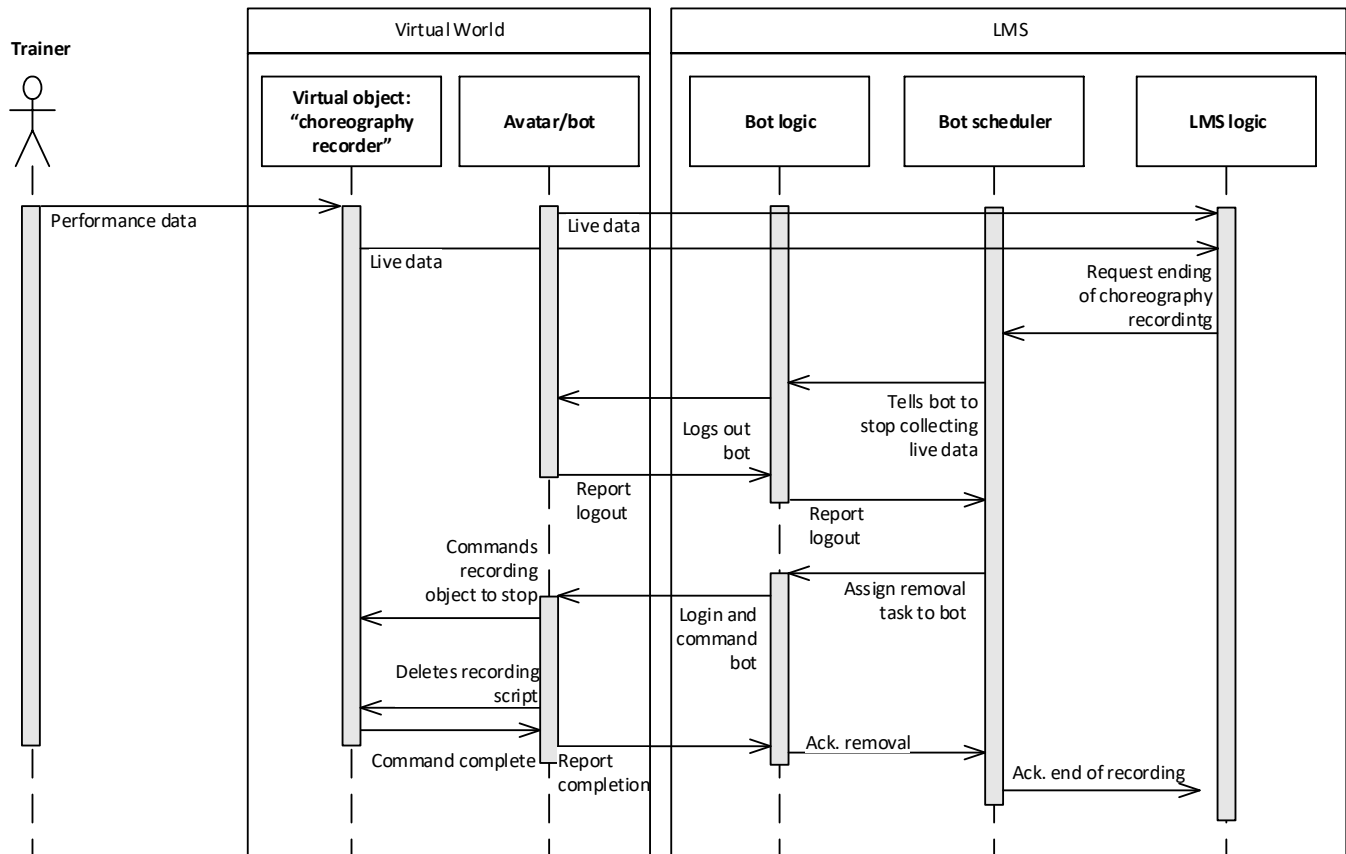 Virtual World
LMS
Trainer
Virtual object:
“choreography
recorder”
Avatar/bot
Bot logic
Bot scheduler
LMS logic
Performance data
Live data
Live data
Request ending
of choreography
recordintg
Tells bot to
stop collecting
live data
Logs out
bot
Report
logout
Report
logout
Commands
recording
object to stop
Assign removal
task to bot
Login and
command
bot
Deletes recording
script
Command complete
Report
completion
Ack. removal
Ack. end of recording